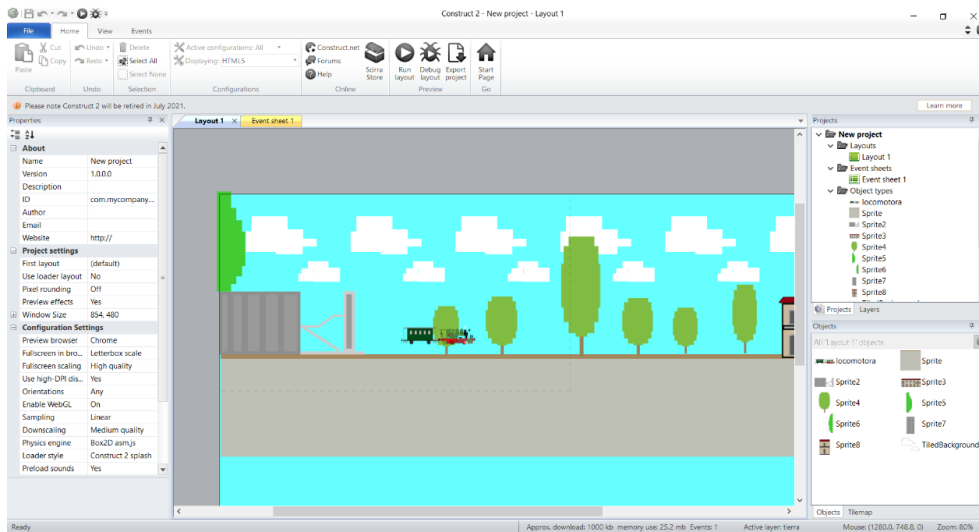 Construct 2 - New project - Layout 1
File Home View Events
Paste Cut Copy
Clipboard
Undo Redo
Undo
Delete Select All Select None
Selection
Active configurations: All
Displaying: HTML5
Configurations
Construct.net
Forums
Help
Sorra Store
Online
Run layout
Debug layout
Export project
Preview
Start Page
Go
Please note Construct 2 will be retired in July 2021.
Learn more
Properties
About
Name New project
Version 1.0.0.0
Description
ID com.mycompany...
Author
Email
Website http://
Project settings
First layout (default)
Use loader layout No
Pixel rounding Off
Preview effects Yes
Window Size 854, 480
Configuration Settings
Preview browser Chrome
Fullscreen in bro... Letterbox scale
Fullscreen scaling High quality
Use high-DPI dis... Yes
Orientations Any
Enable WebGL On
Sampling Linear
Downscaling Medium quality
Physics engine Box2D asm.js
Loader style Construct 2 splash
Preload sounds Yes
Layout 1 Event sheet 1
Projects
New project
Layouts
Layout 1
Event sheets
Event sheet 1
Object types
locomotora
Sprite
Sprite2
Sprite3
Sprite4
Sprite5
Sprite6
Sprite7
Sprite8
Projects Layers
Objects
All 'Layout 1' objects
locomotora Sprite
Sprite2 Sprite3
Sprite4 Sprite5
Sprite6 Sprite7
Sprite8 TiledBackground
Objects Tilemap
Ready
Approx. download: 1000 kb memory use: 25.2 mb Events: 1 Active layer: tierra Mouse: (1280.0, 748.8, 0) Zoom: 80%